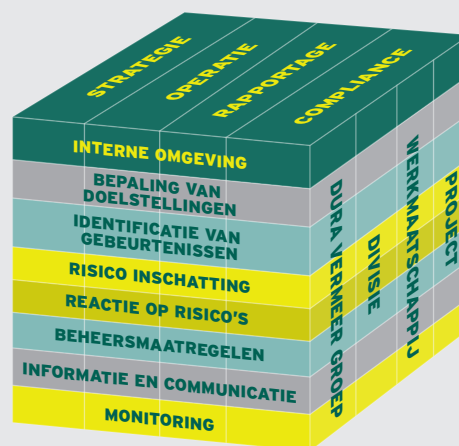 STRATEGIE
OPERATIE
RAPPORTAGE
COMPLIANCE
INTERNE OMGEVING
BEPALING VAN
DOELSTELLINGEN
IDENTIFICATIE VAN
GEBEURTENISSEN
RISICO INSCHATTING
REACTIE OP RISICO'S
BEHEERSMAATREGELEN
INFORMATIE EN COMMUNICATIE
MONITORING
DURA VERMEER GROEP
DIVISIE
WERKMAATSCHAPPIJ
PROJECT